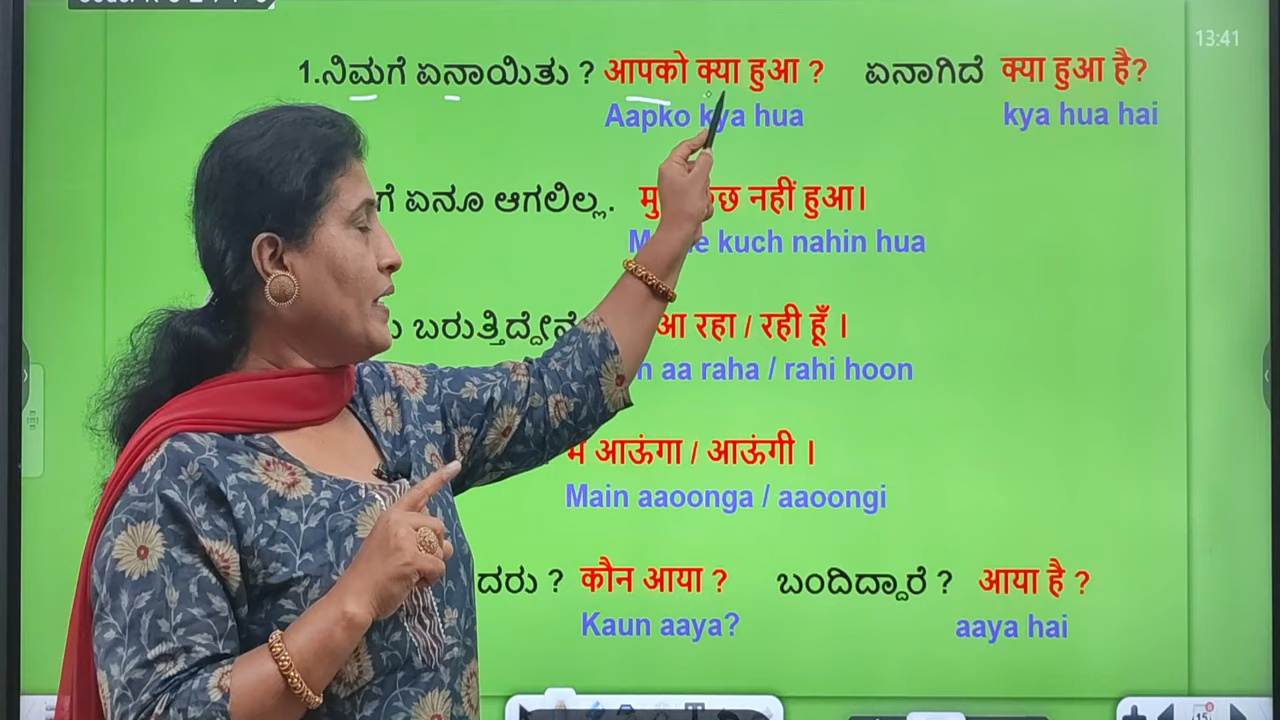 13:41
1.ನಿಮಗೆ ಏನಾಯಿತು ? आपको क्या हुआ ? ಏನಾಗಿದೆ क्या हुआ है?
Aapko kya hua kya hua hai
ಏನೂ ಆಗಲಿಲ್ಲ. नहीं हुआ।
kuch nahin hua
ಬರುತ್ತಿದ್ದೇನೆ आ रहा / रही हूँ ।
aa raha / rahi hoon
मैं आऊंगा / आऊंगी ।
Main aaoonga / aaoongi
? कौन आया ? ಬಂದಿದ್ದಾರೆ ? आया है ?
Kaun aaya? aaya hai